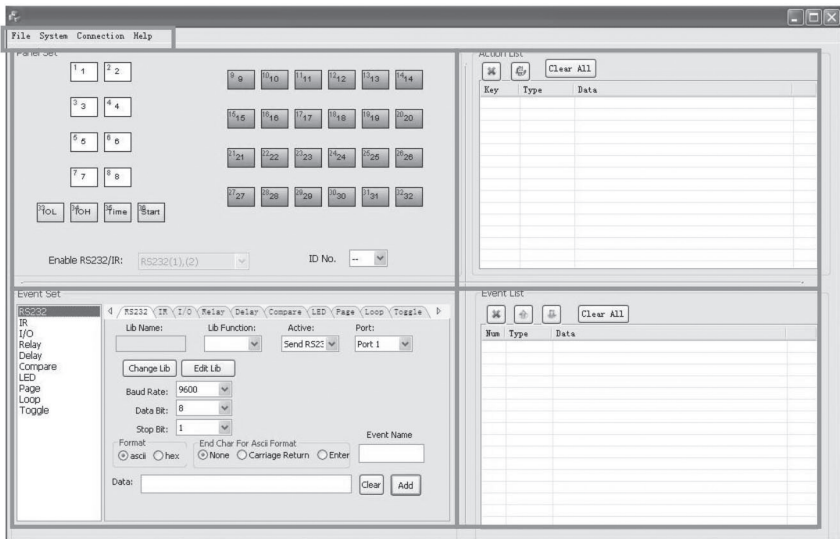 File System Connection Help
Panel Set
1 1 2 2
3 3 4 4
5 5 6 6
7 7 8 8
33 IOL 34 IOH 35 Time 36 Start
9 9 10 10 11 11 12 12 13 13 14 14
15 15 16 16 17 17 18 18 19 19 20 20
21 21 22 22 23 23 24 24 25 25 26 26
27 27 28 28 29 29 30 30 31 31 32 32
Enable RS232/IR: RS232(1),(2) ID No. --
Action List
Clear All
Key Type Data
Event Set
RS232
IR
I/O
Relay
Delay
Compare
LED
Page
Loop
Toggle
RS232 IR I/O Relay Delay Compare LED Page Loop Toggle
Lib Name: Lib Function: Active: Port:
Send RS23 Port 1
Change Lib Edit Lib
Baud Rate: 9600
Data Bit: 8
Stop Bit: 1
Format
ascii hex
End Char For Ascii Format
None Carriage Return Enter
Event Name
Data: Clear Add
Event List
Clear All
Num Type Data